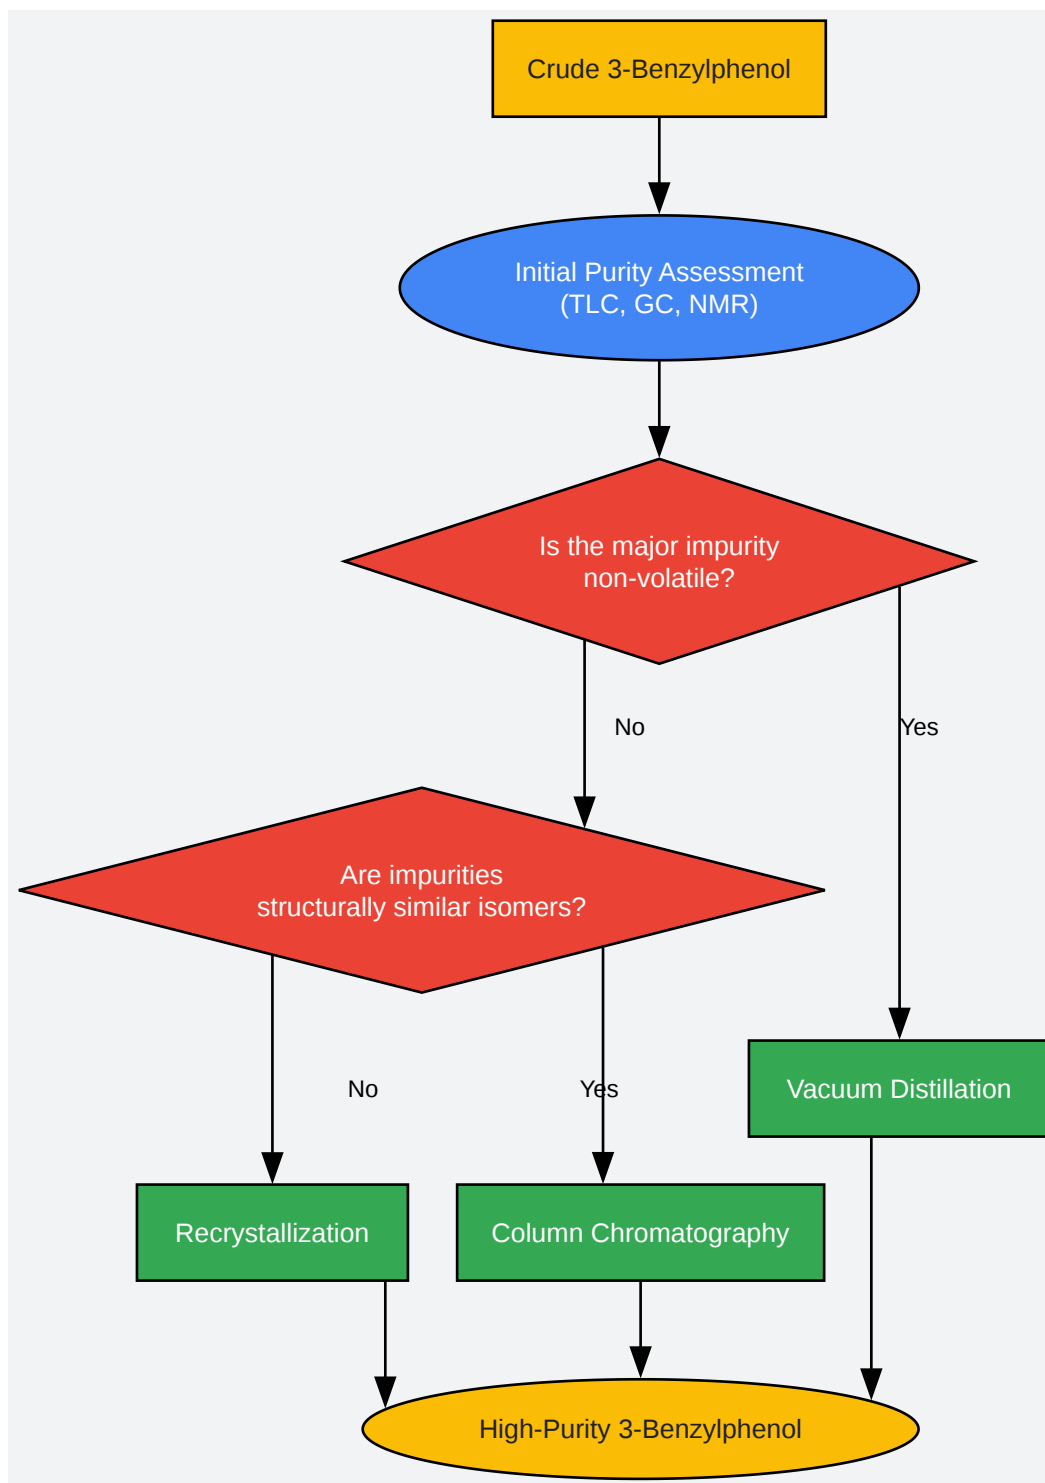 Crude 3-Benzylphenol
Initial Purity Assessment
(TLC, GC, NMR)
Is the major impurity
non-volatile?
No
Yes
Are impurities
structurally similar isomers?
No
Yes
Vacuum Distillation
Recrystallization
Column Chromatography
High-Purity 3-Benzylphenol